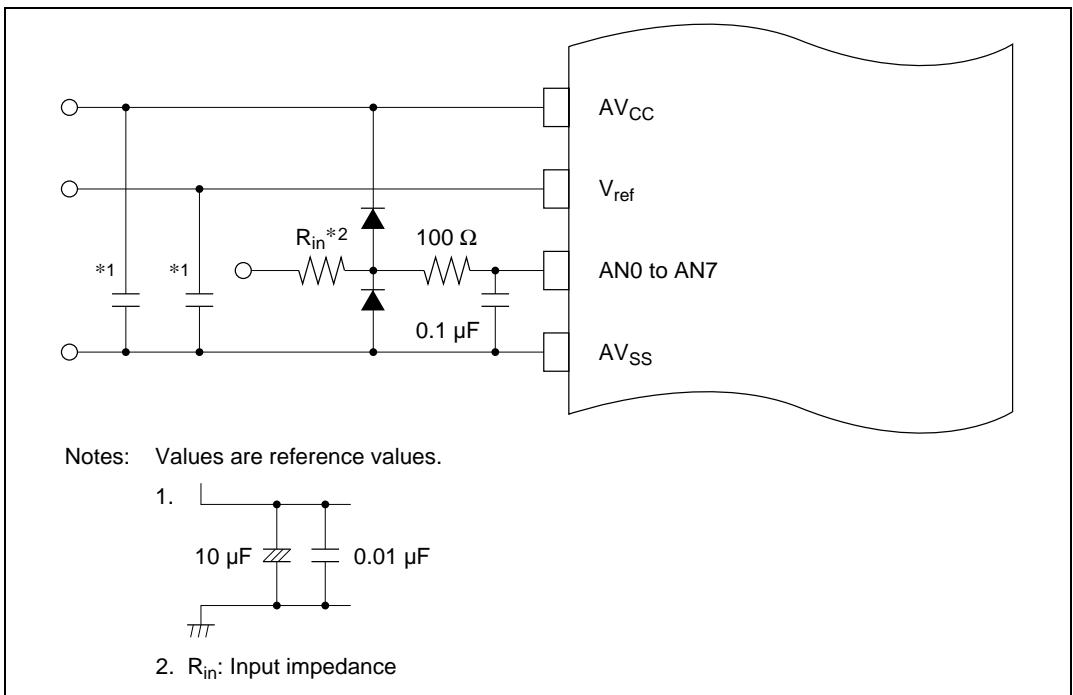 AVCC
Vref
Rin*2
100 Ω
*1
*1
AN0 to AN7
0.1 μF
AVSS
Notes: Values are reference values.
1.
10 μF
0.01 μF
2. Rin: Input impedance